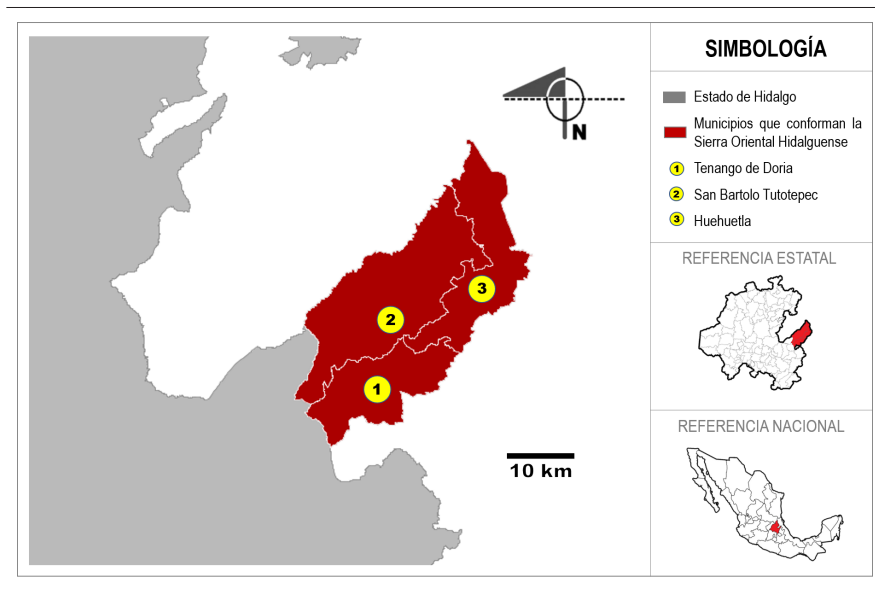 SIMBOLOGÍA
Estado de Hidalgo
Municipios que conforman la
Sierra Oriental Hidalguense
1 Tenango de Doria
2 San Bartolo Tutotepec
3 Huehuetla
REFERENCIA ESTATAL
REFERENCIA NACIONAL
N
3
2
1
10 km